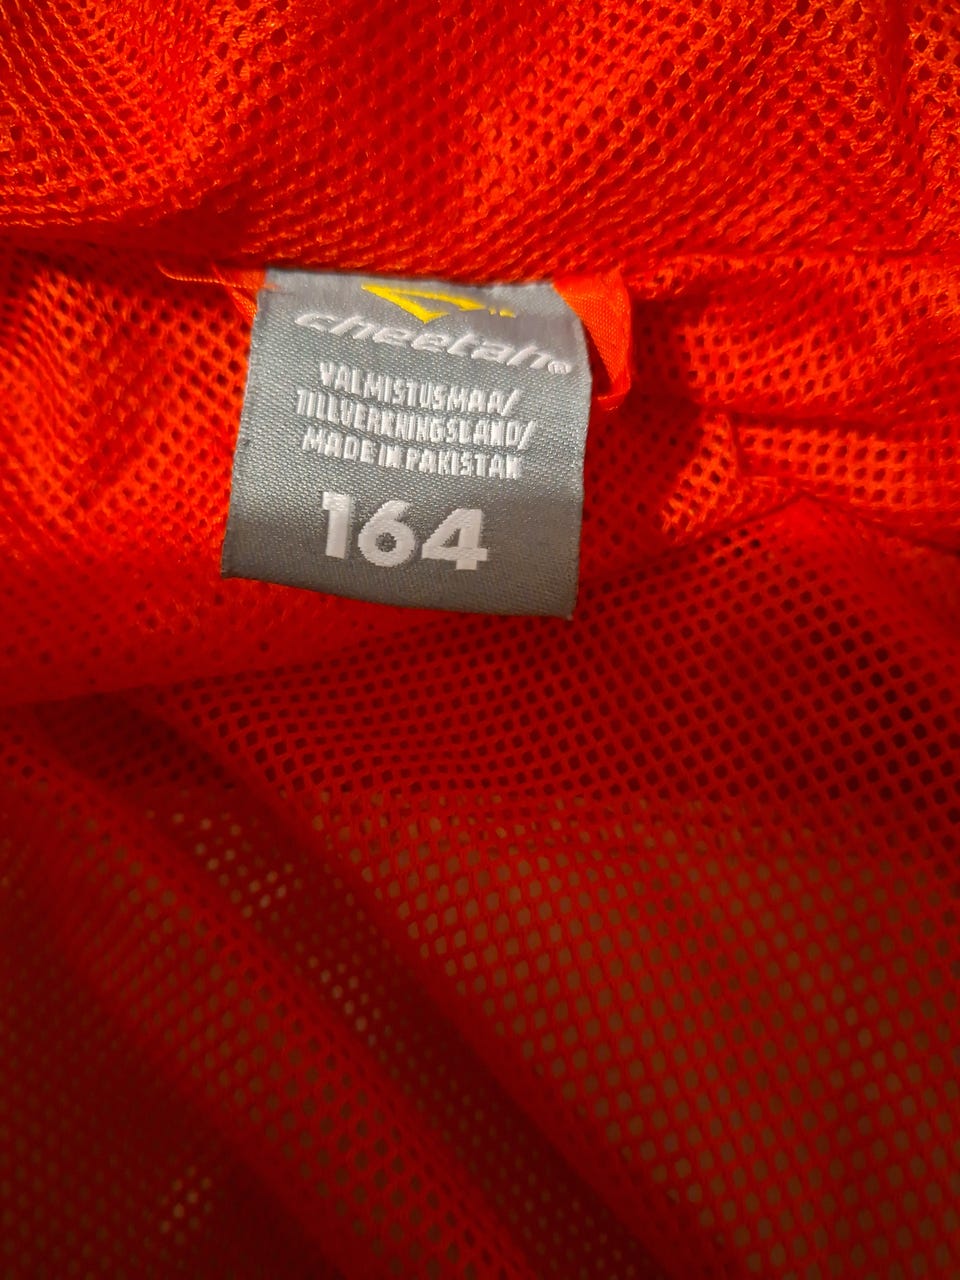 cheetah®
VALMISTUSMAA/
TILLVERKNINGSLAND/
MADE IN PAKISTAN
164